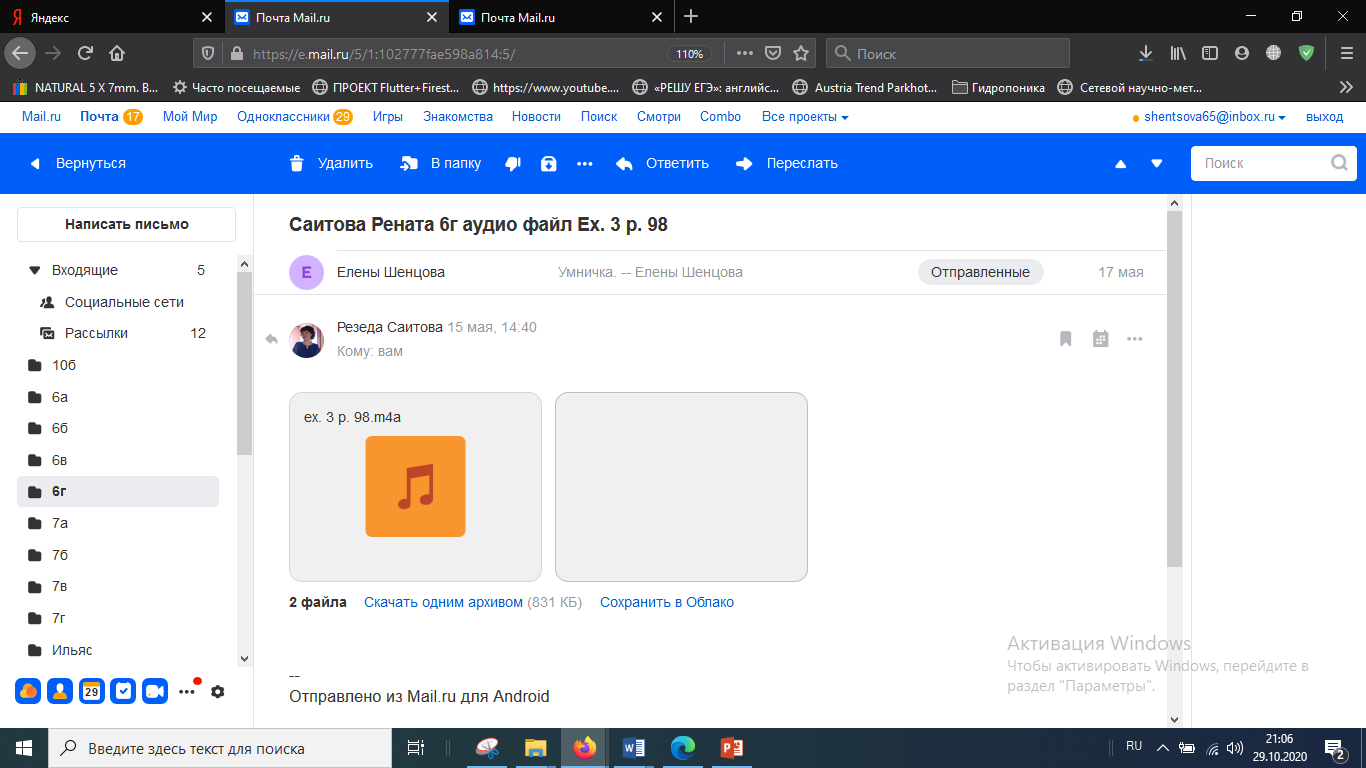 Яндекс
Почта Mail.ru
Почта Mail.ru
https://e.mail.ru/5/1:102777fae598a814:5/
110%
Поиск
NATURAL 5 X 7mm. B...
Часто посещаемые
ПРОЕКТ Flutter+Firest...
https://www.youtube....
«РЕШУ ЕГЭ»: английс...
Austria Trend Parkhot...
Гидропоника
Сетевой научно-мет...
Mail.ru
Почта 17
Мой Мир
Одноклассники 29
Игры
Знакомства
Новости
Поиск
Смотри
Combo
Все проекты
shentsova65@inbox.ru
выход
Вернуться
Удалить
В папку
Ответить
Переслать
Поиск
Написать письмо
Входящие 5
Социальные сети
Рассылки 12
10б
6а
6б
6в
6г
7а
7б
7в
7г
Ильяс
29
Саитова Рената 6г аудио файл Ex. 3 p. 98
Е
Елены Шенцова
Умничка. -- Елены Шенцова
Отправленные
17 мая
Резеда Саитова 15 мая, 14:40
Кому: вам
ex. 3 p. 98.m4a
2 файла Скачать одним архивом (831 КБ) Сохранить в Облако
--
Отправлено из Mail.ru для Android
Активация Windows
Чтобы активировать Windows, перейдите в
раздел "Параметры".
Введите здесь текст для поиска
RU
21:06
29.10.2020
2